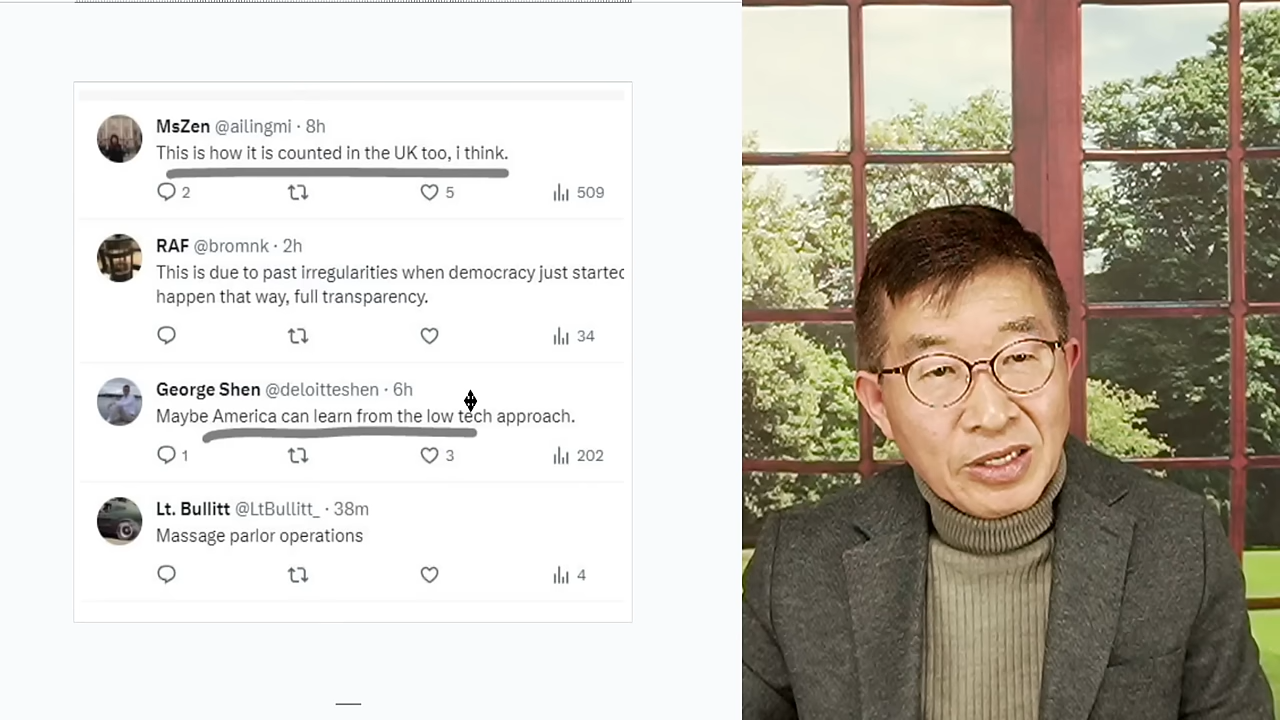 MsZen @ailingmi · 8h
This is how it is counted in the UK too, i think.
2 5 509
RAF @bromnk · 2h
This is due to past irregularities when democracy just started
happen that way, full transparency.
34
George Shen @deloitteshen · 6h
Maybe America can learn from the low tech approach.
1 3 202
Lt. Bullitt @LtBullitt_ · 38m
Massage parlor operations
4